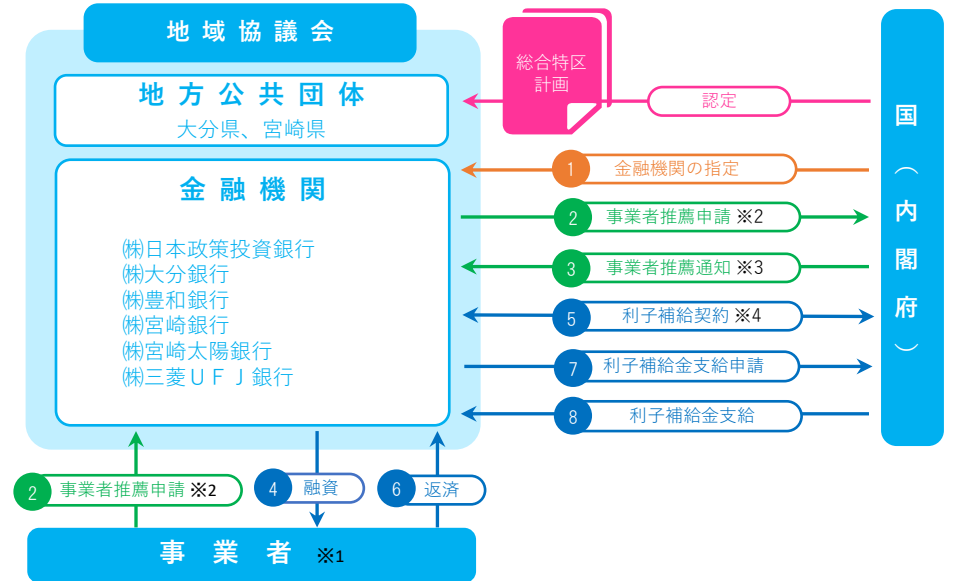 地域協議会
地方公共団体
大分県、宮崎県
金融機関
㈱日本政策投資銀行
㈱大分銀行
㈱豊和銀行
㈱宮崎銀行
㈱宮崎太陽銀行
㈱三菱UFJ銀行
総合特区
計画
認定
1 金融機関の指定
2 事業者推薦申請 ※2
3 事業者推薦通知 ※3
5 利子補給契約 ※4
7 利子補給金支給申請
8 利子補給金支給
国(内閣府)
2 事業者推薦申請 ※2
4 融資
6 返済
事業者 ※1